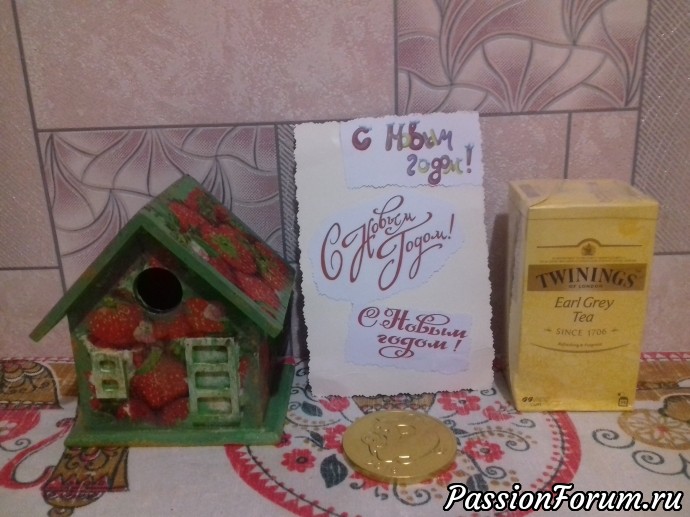 С Новым
годом!
С Новым
Годом!
С Новым
годом!
TWININGS
OF LONDON
Earl Grey
Tea
SINCE 1706
PassionForum.ru